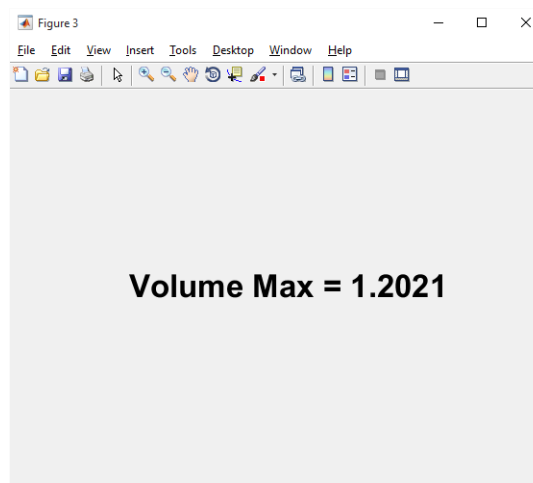 Figure 3
File Edit View Insert Tools Desktop Window Help
Volume Max = 1.2021